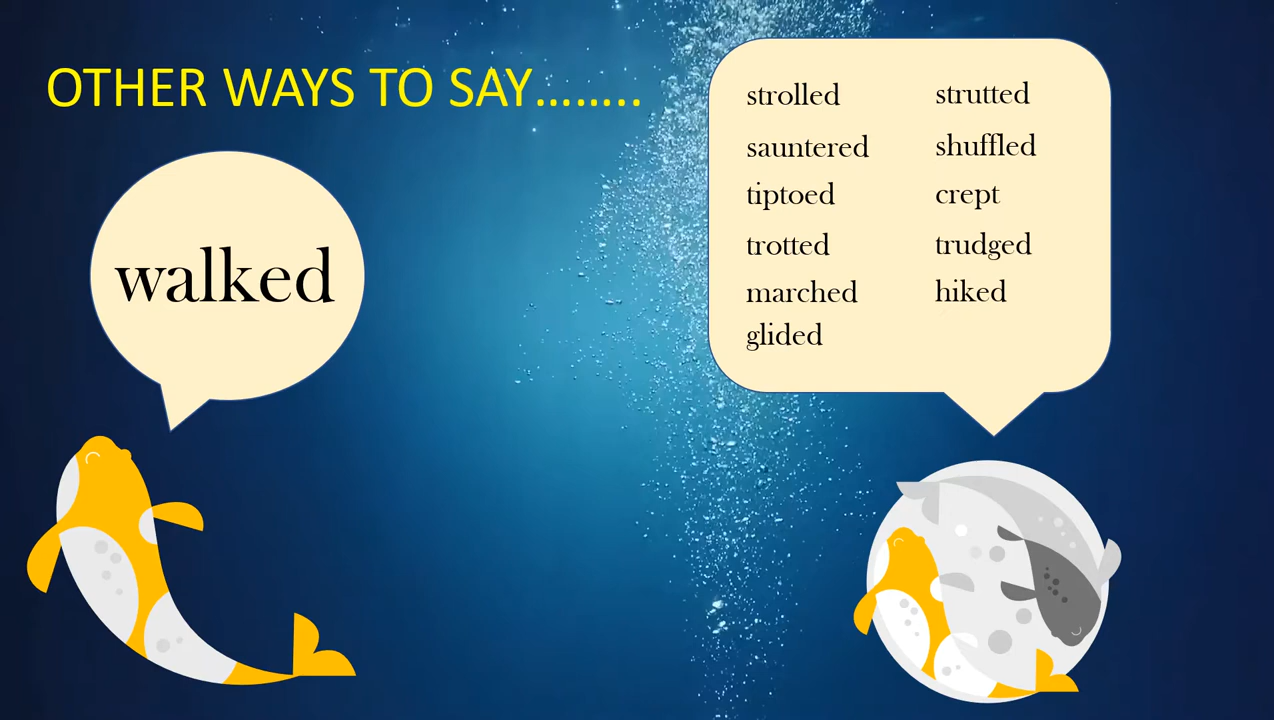 OTHER WAYS TO SAY........
walked
strolled
sauntered
tiptoed
trotted
marched
glided
strutted
shuffled
crept
trudged
hiked